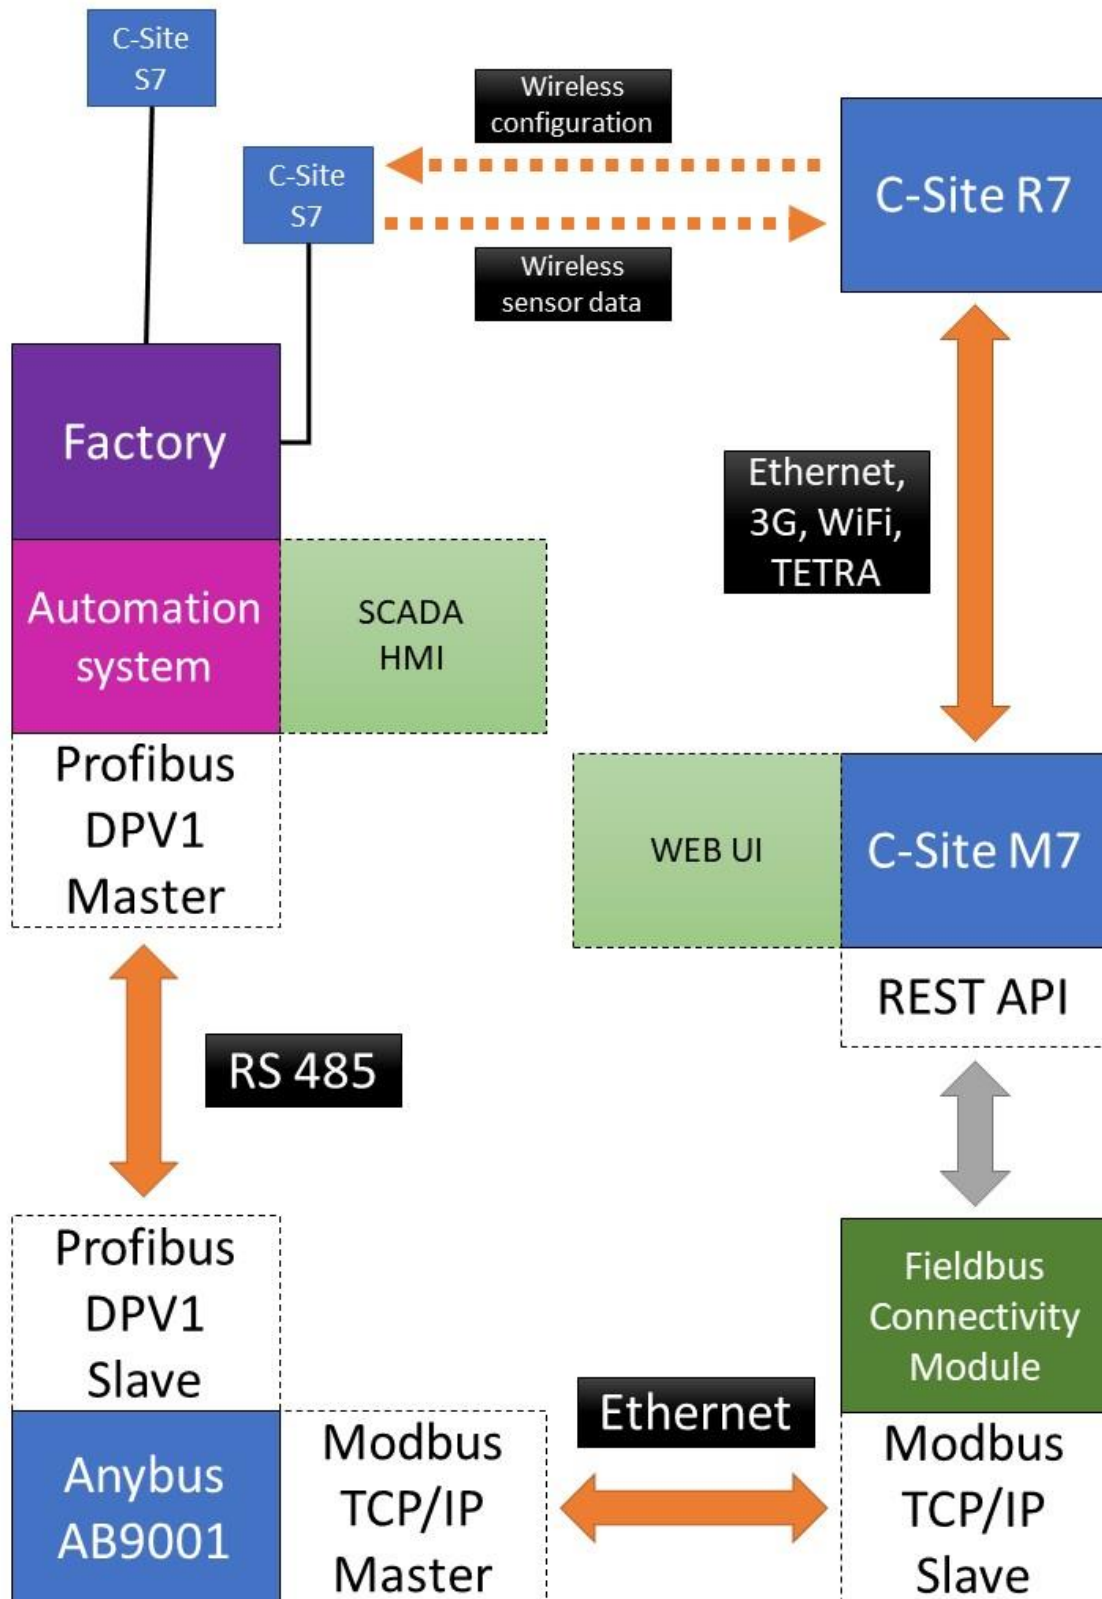 C-Site
S7
Wireless
configuration
C-Site R7
C-Site
S7
Wireless
sensor data
Factory
Ethernet,
3G, WiFi,
TETRA
Automation
system
SCADA
HMI
Profibus
DPV1
Master
WEB UI
C-Site M7
REST API
RS 485
Profibus
DPV1
Slave
Fieldbus
Connectivity
Module
Ethernet
Anybus
AB9001
Modbus
TCP/IP
Master
Modbus
TCP/IP
Slave